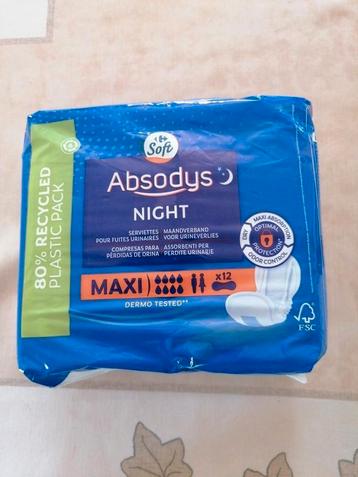 80% RECYCLED
PLASTIC PACK
Soft
Absodys
NIGHT
SERVIETTES
POUR FUITES URINAIRES
MAANDVERBAND
VOOR URINEVERLIES
COMPRESAS PARA
PÉRDIDAS DE ORINA
ASSORBENTI PER
PERDITE URINARIE
MAXI
x12
DERMO TESTED**
DRY
MAXI ABSORPTION
ODOR CONTROL
OPTIMAL
PROTECTION
FSC